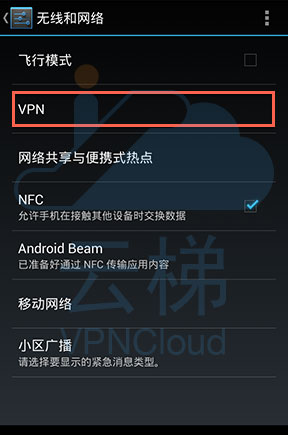 无线和网络
飞行模式
VPN
网络共享与便携式热点
NFC
允许手机在接触其他设备时交换数据
Android Beam
已准备好通过 NFC 传输应用内容
移动网络
小区广播
请选择要显示的紧急消息类型。
云梯
VPNCloud